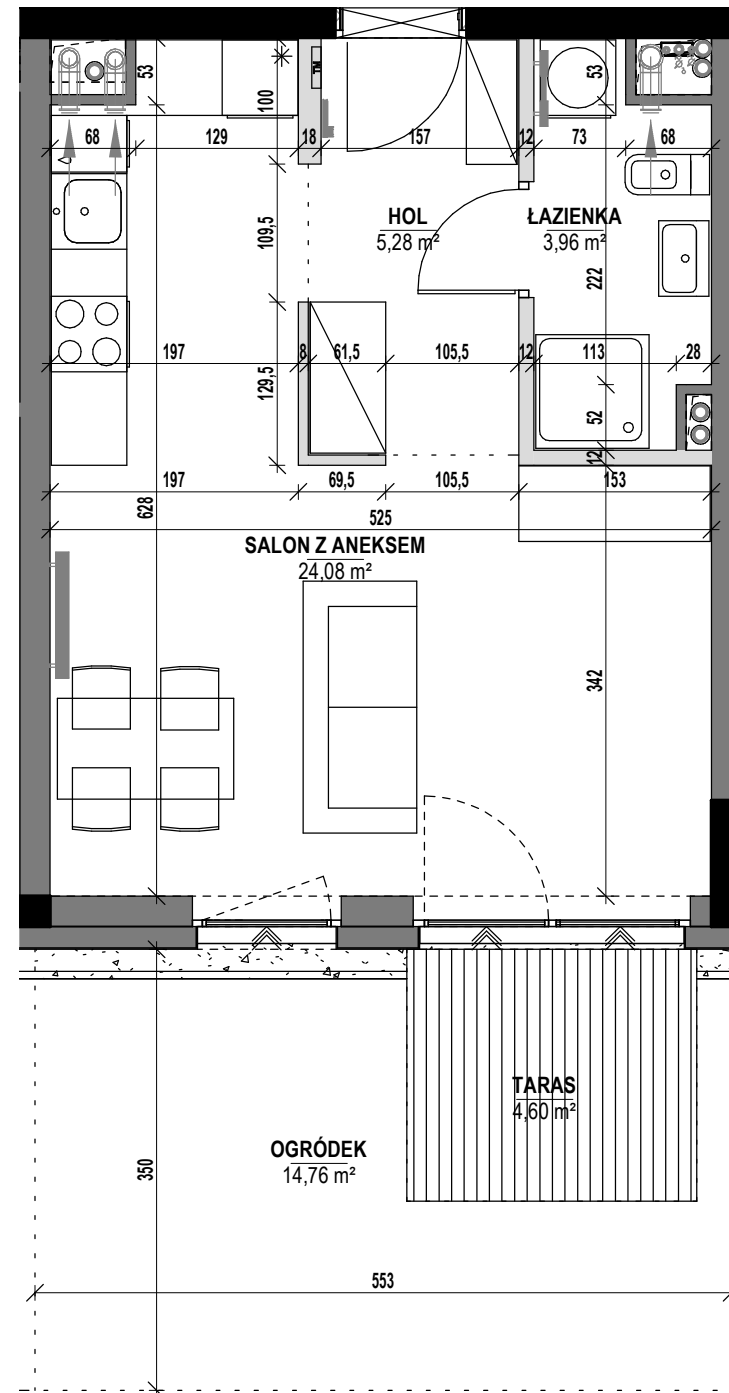 53
100
TM
53
68
129
18
157
12
73
68
HOL
5,28 m²
ŁAZIENKA
3,96 m²
109,5
222
197
8
61,5
105,5
12
113
28
129,5
52
12
197
69,5
105,5
153
628
525
SALON Z ANEKSEM
24,08 m²
342
TARAS
4,60 m²
OGRÓDEK
14,76 m²
350
553